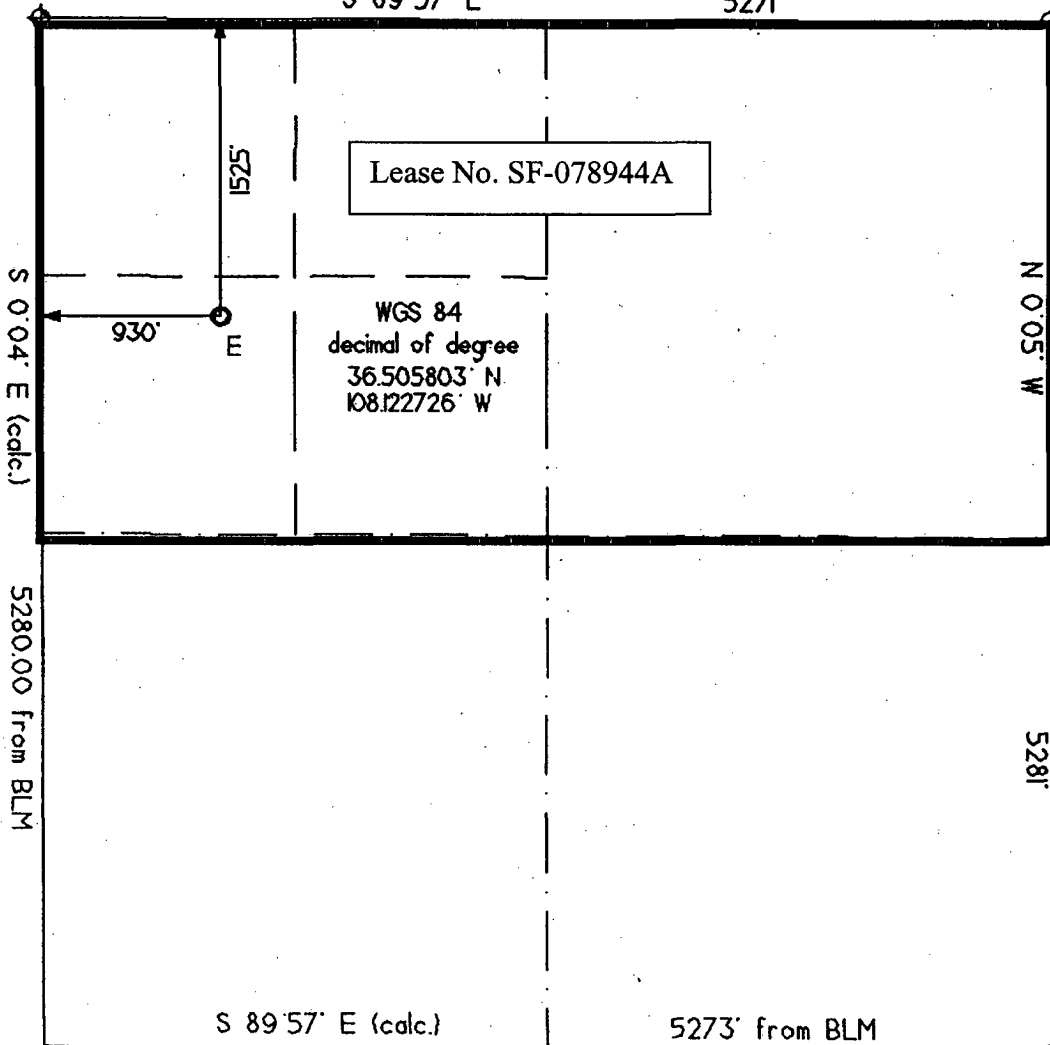 S 89°57' E 5271'
1525'
Lease No. SF-078944A
S 0°04' E (calc.)
N 0°05' W
930'
E
WGS 84
decimal of degree
36.505803° N
108.122726° W
5280.00 from BLM
5281'
S 89°57' E (calc.) 5273' from BLM